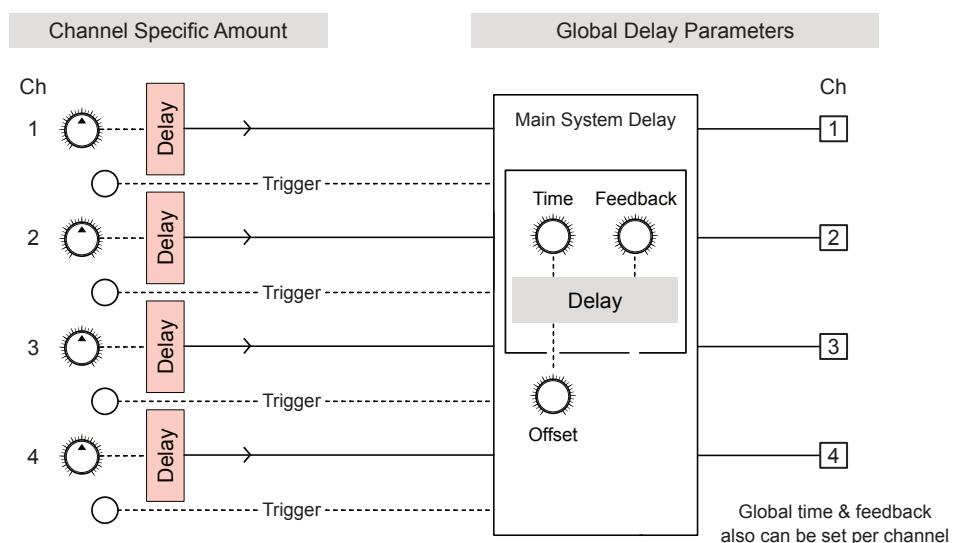 Channel Specific Amount
Global Delay Parameters
Ch
Ch
1
Delay
Main System Delay
1
Trigger
Time
Feedback
2
Delay
2
Trigger
Delay
3
Delay
3
Trigger
Offset
4
Delay
4
Trigger
Global time & feedback
also can be set per channel